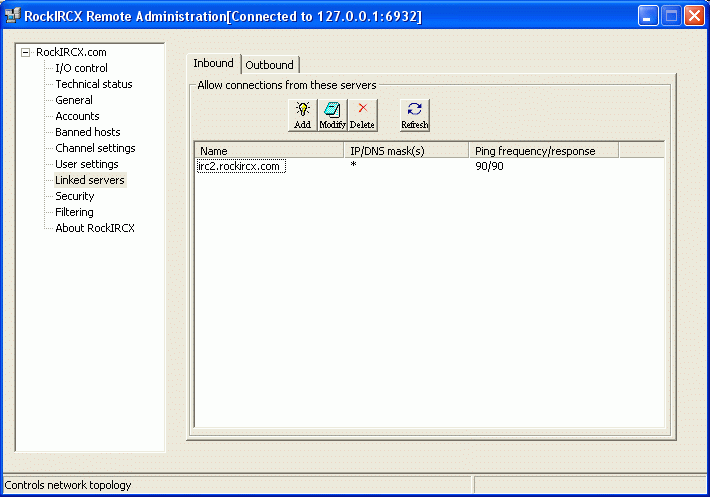 RockIRCX Remote Administration[Connected to 127.0.0.1:6932]
RockIRCX.com
I/O control
Technical status
General
Accounts
Banned hosts
Channel settings
User settings
Linked servers
Security
Filtering
About RockIRCX
Inbound Outbound
Allow connections from these servers
Add Modify Delete Refresh
Name IP/DNS mask(s) Ping frequency/response
irc2.rockircx.com * 90/90
Controls network topology